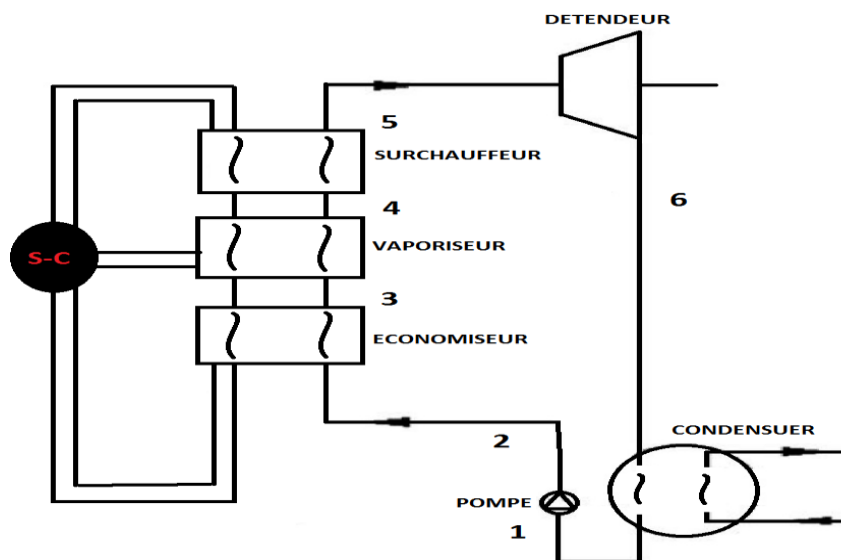 DETENDEUR
5
SURCHAUFFEUR
4
6
S-C
VAPORISEUR
3
ECONOMISEUR
2
CONDENSUER
POMPE
1